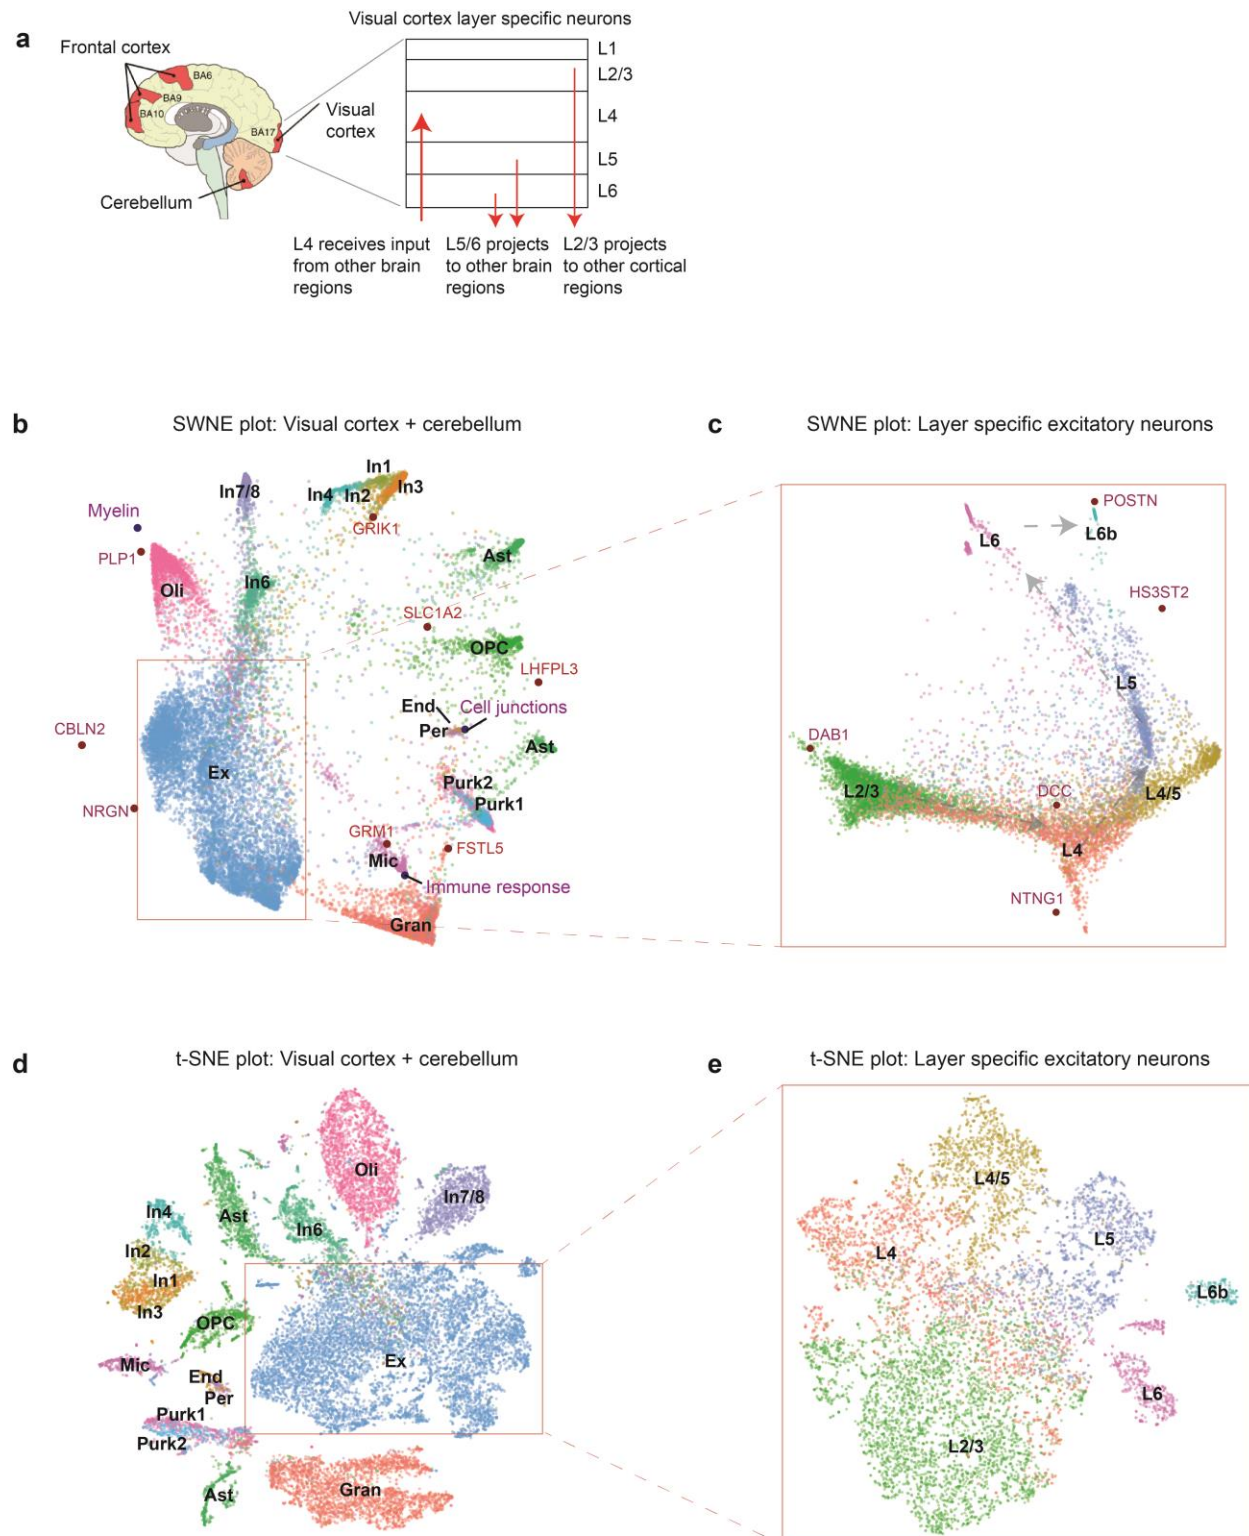 a
Visual cortex layer specific neurons
Frontal cortex
BA6
BA9
BA10
BA17
Visual
cortex
Cerebellum
L1
L2/3
L4
L5
L6
L4 receives input
from other brain
regions
L5/6 projects
to other brain
regions
L2/3 projects
to other cortical
regions
b
SWNE plot: Visual cortex + cerebellum
In7/8
In4
In1
In2
In3
GRIK1
Myelin
PLP1
Oli
In6
Ast
SLC1A2
OPC
LHFPL3
End
Cell junctions
Per
CBLN2
Ex
Ast
Purk2
Purk1
NRGN
GRM1
FSTL5
Mic
Immune response
Gran
c
SWNE plot: Layer specific excitatory neurons
POSTN
L6
L6b
HS3ST2
L5
DAB1
L2/3
DCC
L4/5
L4
NTNG1
d
t-SNE plot: Visual cortex + cerebellum
Oli
In7/8
In4
Ast
In6
In2
In1
In3
OPC
Mic
Ex
End
Per
Purk1
Purk2
Ast
Gran
e
t-SNE plot: Layer specific excitatory neurons
L4/5
L4
L5
L6b
L6
L2/3